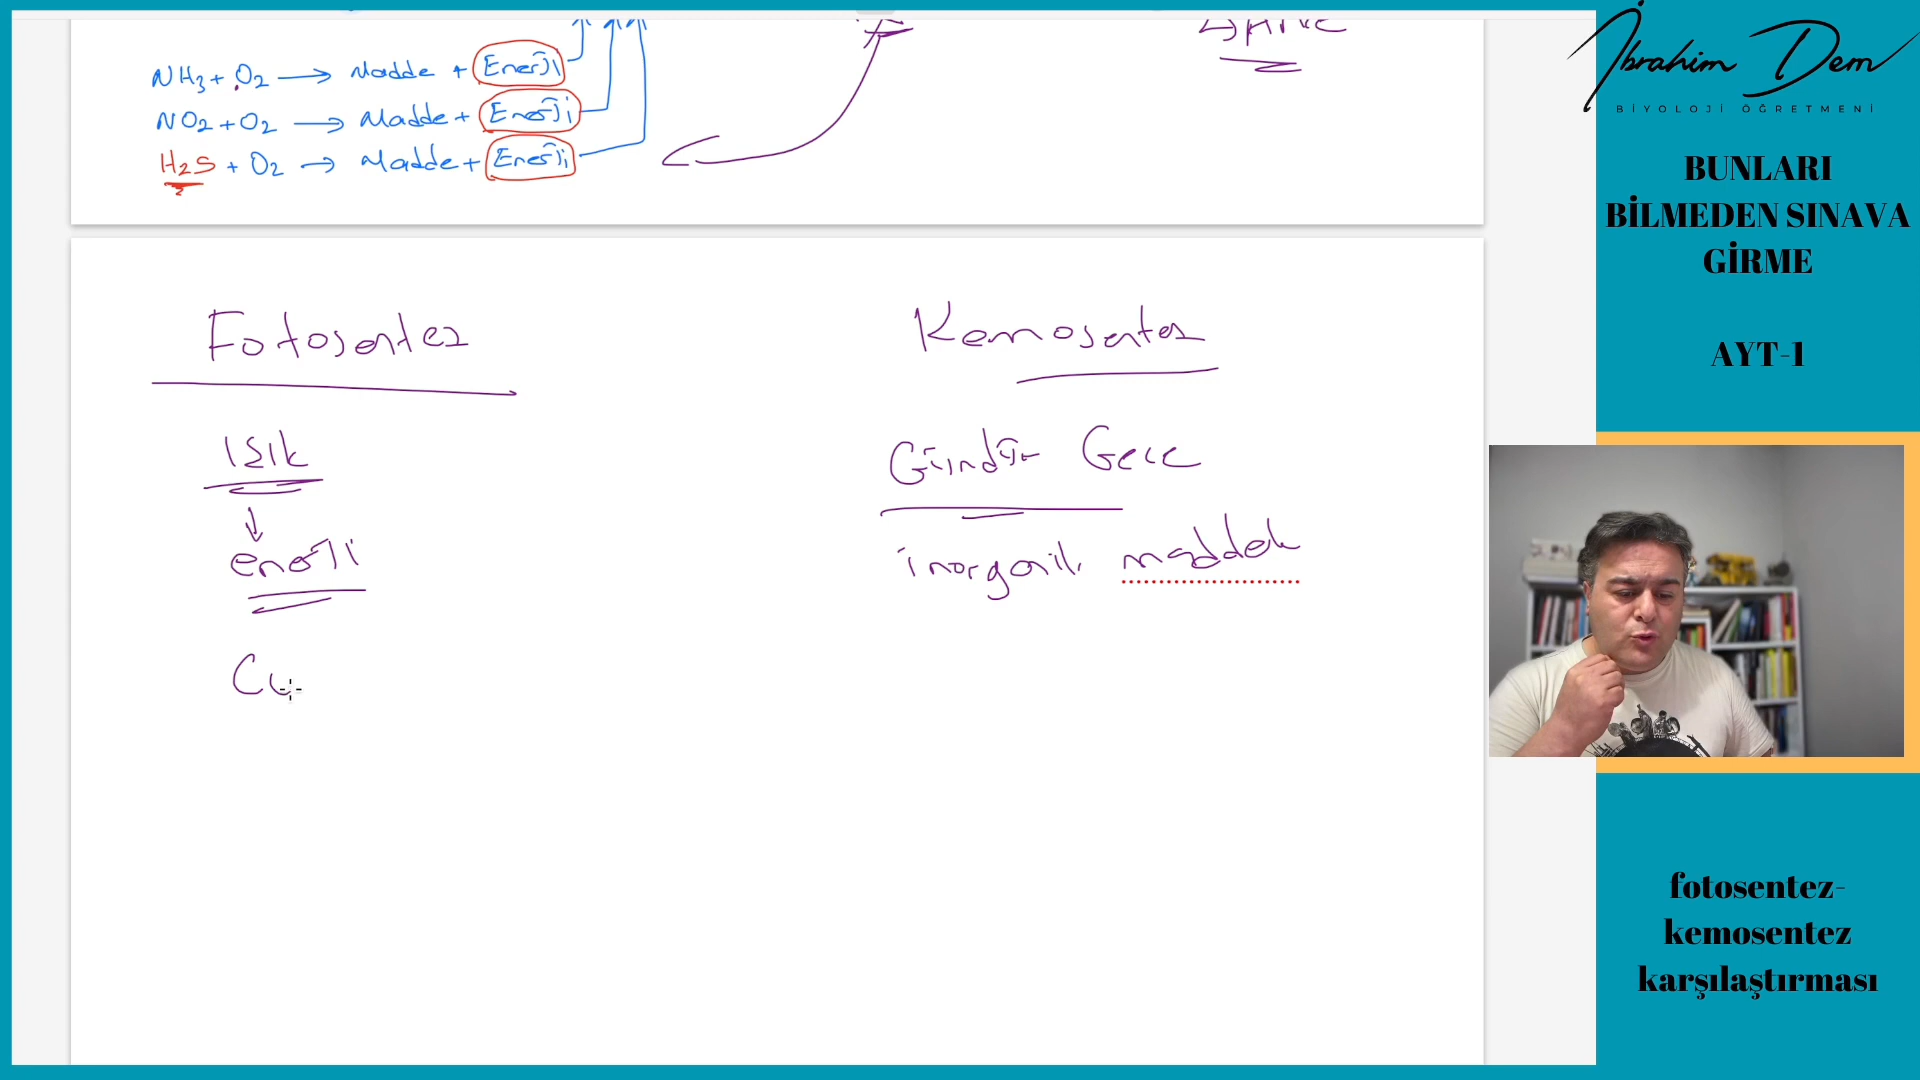 NH3 + O2 → Madde + Enerji
NO2 + O2 → Madde + Enerji
H2S + O2 → Madde + Enerji
Fotosentez
Kemosentez
Işık
Gündüz Gece
enerji
inorganik madde
İbrahim Dem
BİYOLOJİ ÖĞRETMENİ
BUNLARI
BİLMEDEN SINAVA
GİRME
AYT-1
fotosentez-
kemosentez
karşılaştırması